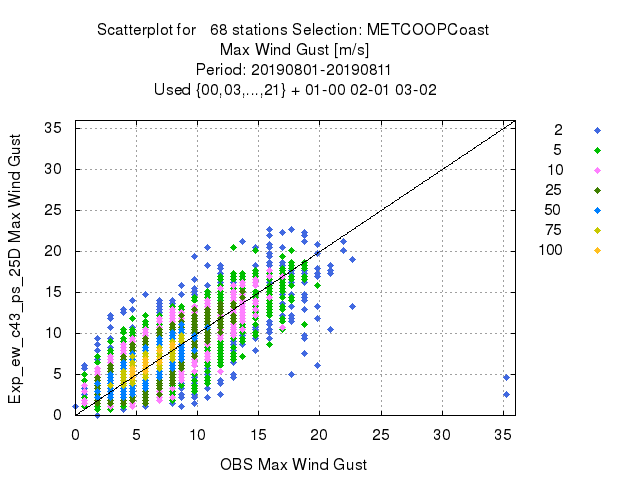 Scatterplot for 68 stations Selection: METCOOPCoast
Max Wind Gust [m/s]
Period: 20190801-20190811
Used {00,03,...,21} + 01-00 02-01 03-02
Exp_ew_c43_ps_25D Max Wind Gust
35
30
25
20
15
10
5
0
0 5 10 15 20 25 30 35
OBS Max Wind Gust
2
5
10
25
50
75
100